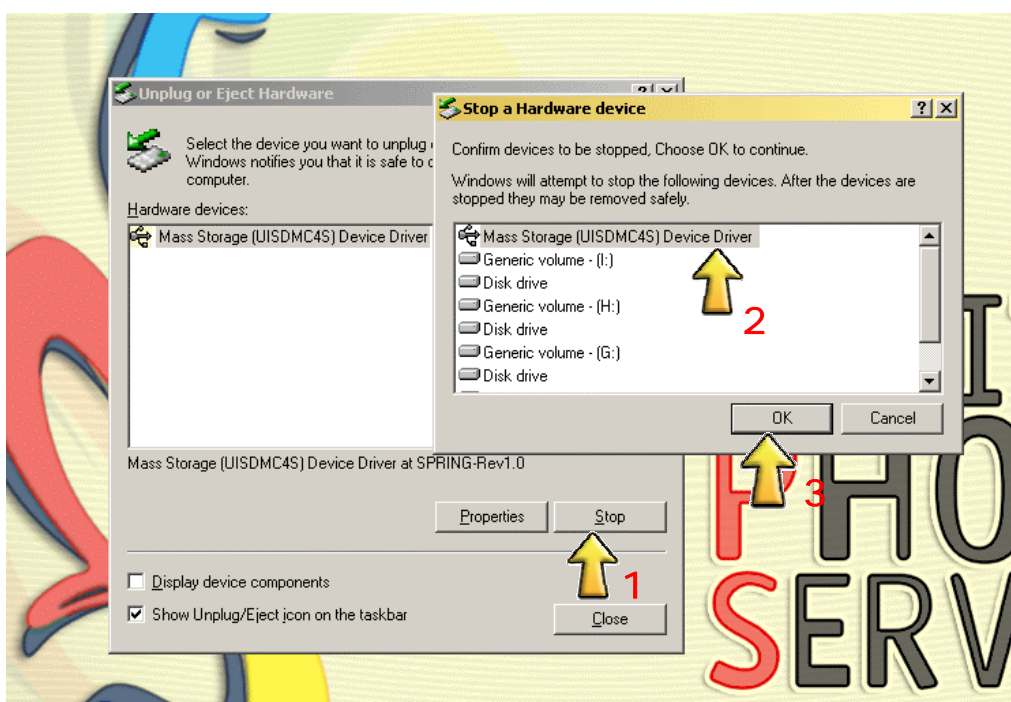 Unplug or Eject Hardware
Select the device you want to unplug
Windows notifies you that it is safe to
computer.
Hardware devices:
Mass Storage (UISDMC4S) Device Driver
Mass Storage (UISDMC4S) Device Driver at SPRING-Rev1.0
Properties
Stop
1
Display device components
Show Unplug/Eject icon on the taskbar
Close
Stop a Hardware device
Confirm devices to be stopped, Choose OK to continue.
Windows will attempt to stop the following devices. After the devices are
stopped they may be removed safely.
Mass Storage (UISDMC4S) Device Driver
Generic volume - (I:)
Disk drive
Generic volume - (H:)
Disk drive
Generic volume - (G:)
Disk drive
2
OK
Cancel
3
PHO
SERV